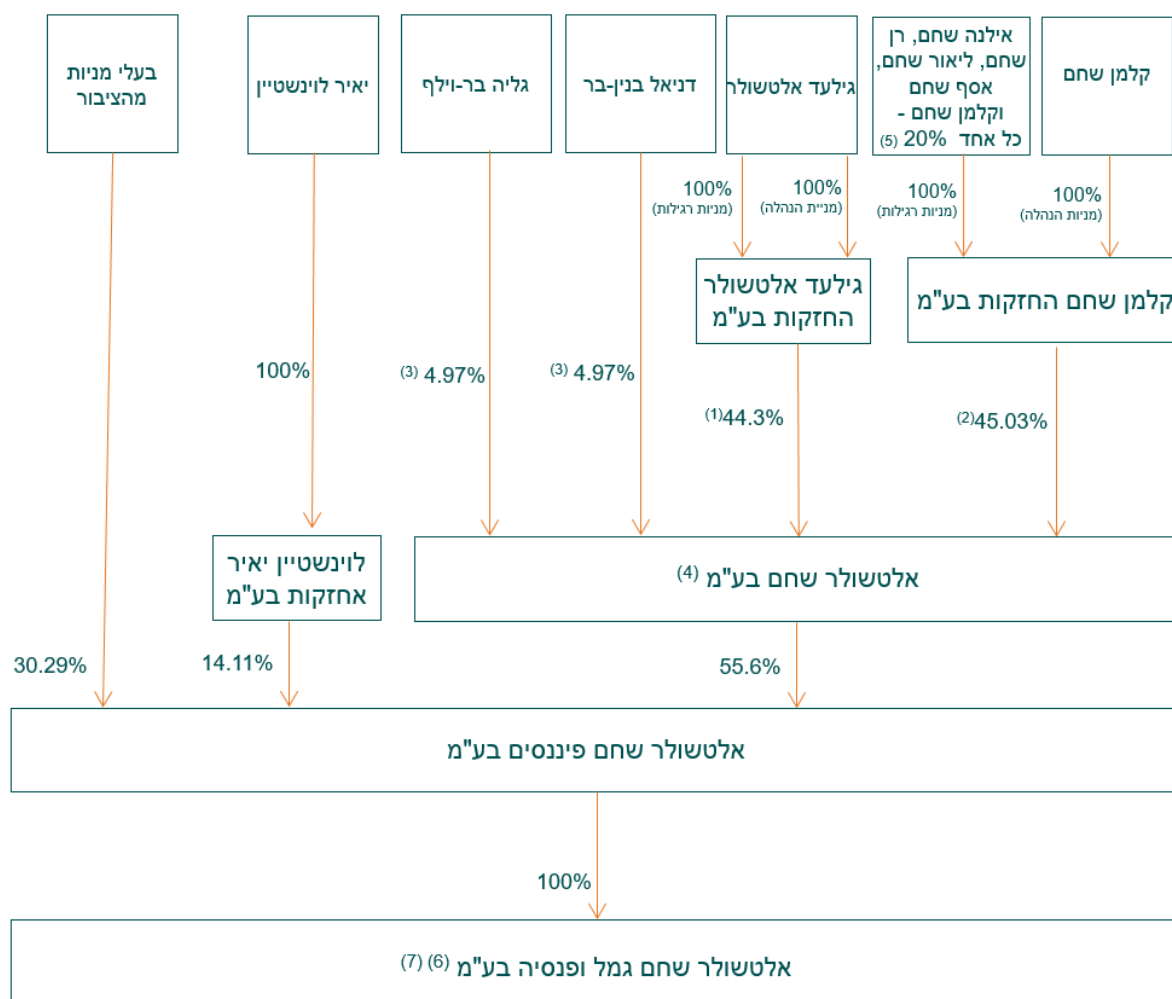 קלמן שחם
אילנה שחם, רן
שחם, ליאור שחם,
אסף שחם
וקלמן שחם -
כל אחד 20% (5)
גילעד אלטשולר
דניאל בנין-בר
גליה בר-וילף
יאיר לוינשטיין
בעלי מניות
מהציבור
100%
(מניות הנהלה)
100%
(מניות רגילות)
100%
(מניית הנהלה)
100%
(מניות רגילות)
קלמן שחם החזקות בע"מ
גילעד אלטשולר
החזקות בע"מ
45.03%(2)
44.3%(1)
4.97% (3)
4.97% (3)
100%
אלטשולר שחם בע"מ (4)
לוינשטיין יאיר
אחזקות בע"מ
55.6%
14.11%
30.29%
אלטשולר שחם פיננסים בע"מ
100%
אלטשולר שחם גמל ופנסיה בע"מ (6) (7)